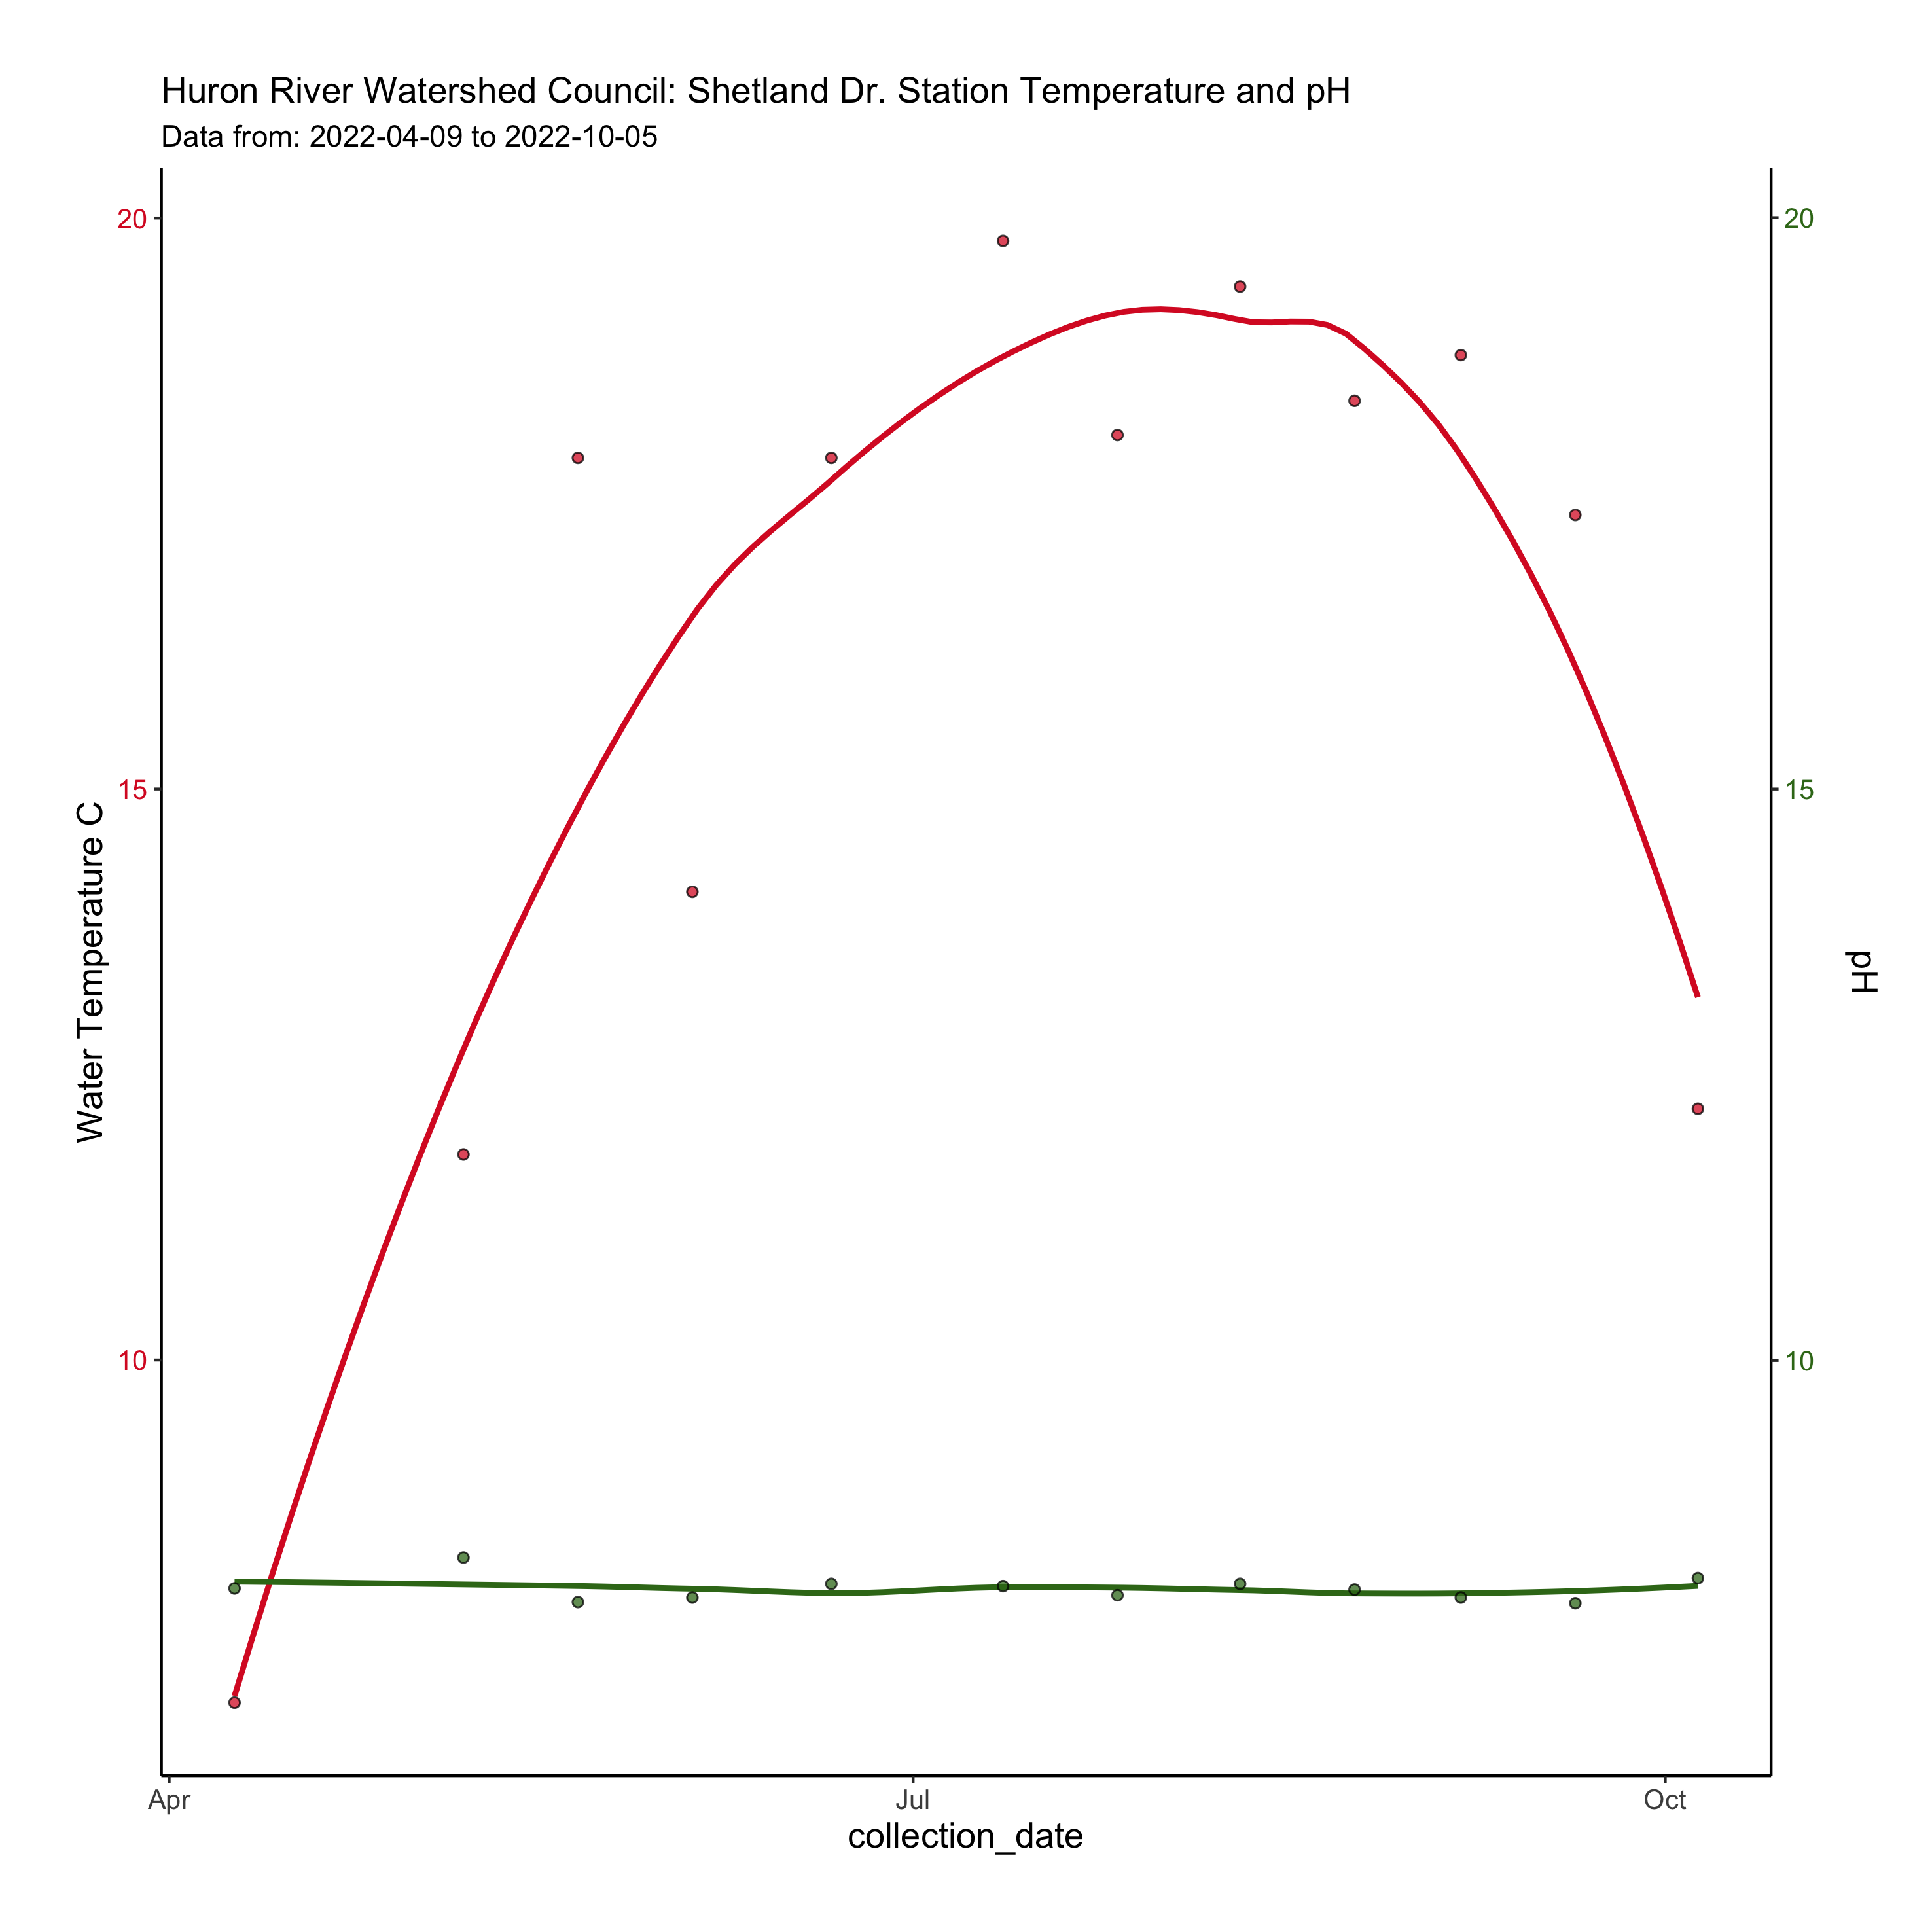 Huron River Watershed Council: Shetland Dr. Station Temperature and pH
Data from: 2022-04-09 to 2022-10-05
20
15
10
Water Temperature C
20
15
10
pH
Apr
Jul
Oct
collection_date